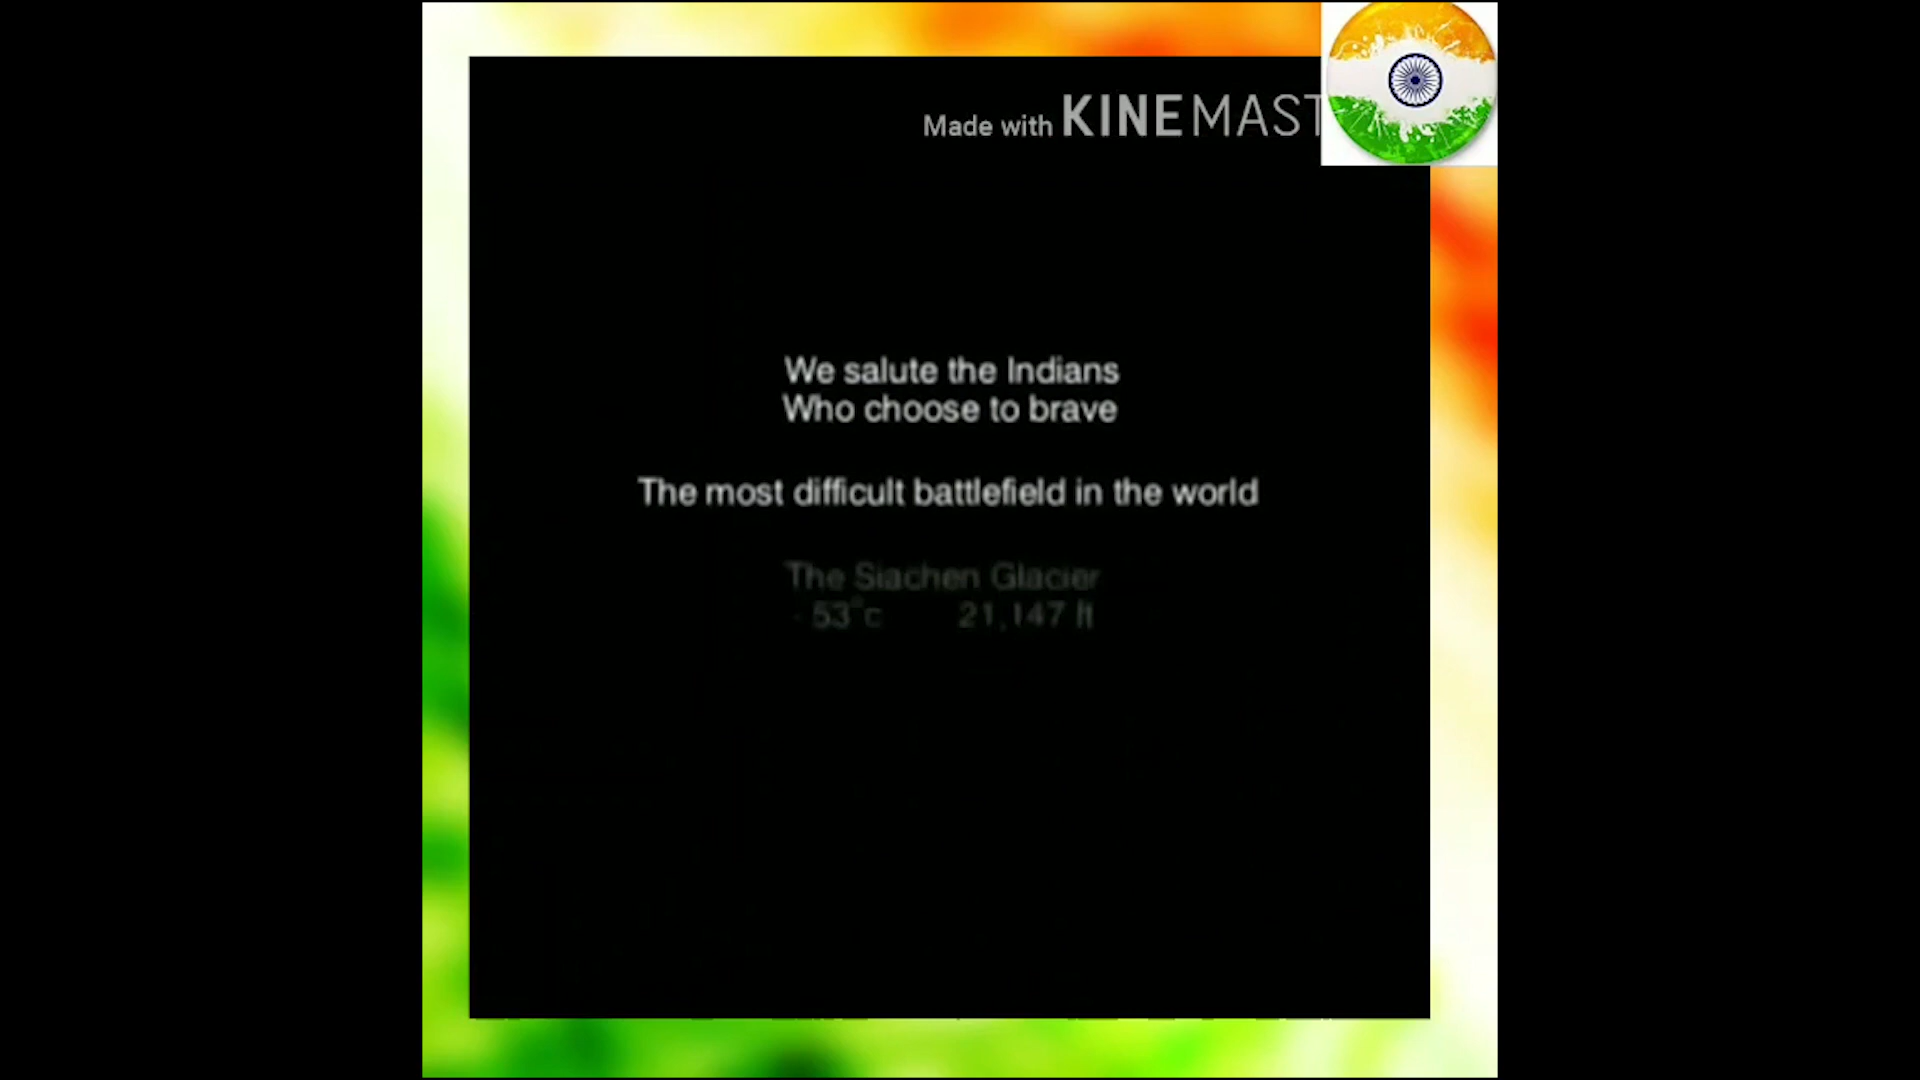 Made with KINEMAST
We salute the Indians
Who choose to brave
The most difficult battlefield in the world
The Siachen Glacier
- 53°c 21,147 ft